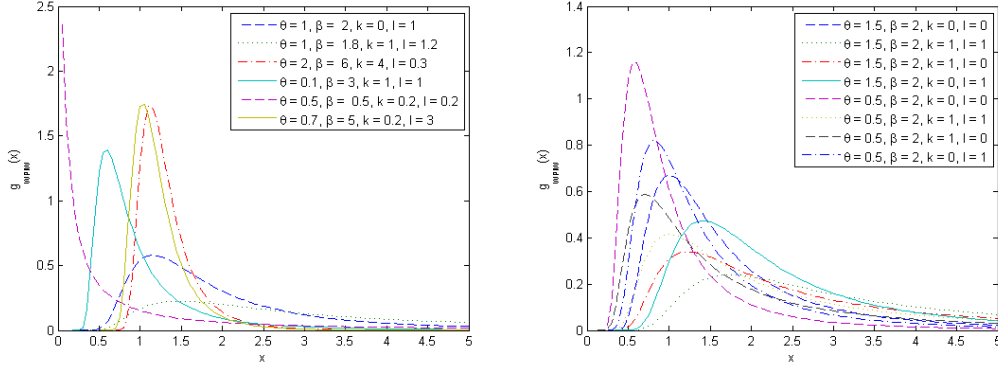 θ = 1, β = 2, k = 0, l = 1
θ = 1, β = 1.8, k = 1, l = 1.2
θ = 2, β = 6, k = 4, l = 0.3
θ = 0.1, β = 3, k = 1, l = 1
θ = 0.5, β = 0.5, k = 0.2, l = 0.2
θ = 0.7, β = 5, k = 0.2, l = 3
2.5
2
1.5
1
0.5
0
g (x)
0 0.5 1 1.5 2 2.5 3 3.5 4 4.5 5
x
θ = 1.5, β = 2, k = 0, l = 0
θ = 1.5, β = 2, k = 1, l = 1
θ = 1.5, β = 2, k = 1, l = 0
θ = 1.5, β = 2, k = 0, l = 1
θ = 0.5, β = 2, k = 0, l = 0
θ = 0.5, β = 2, k = 1, l = 1
θ = 0.5, β = 2, k = 1, l = 0
θ = 0.5, β = 2, k = 0, l = 1
1.4
1.2
1
0.8
0.6
0.4
0.2
0
g (x)
0 0.5 1 1.5 2 2.5 3 3.5 4 4.5 5
x